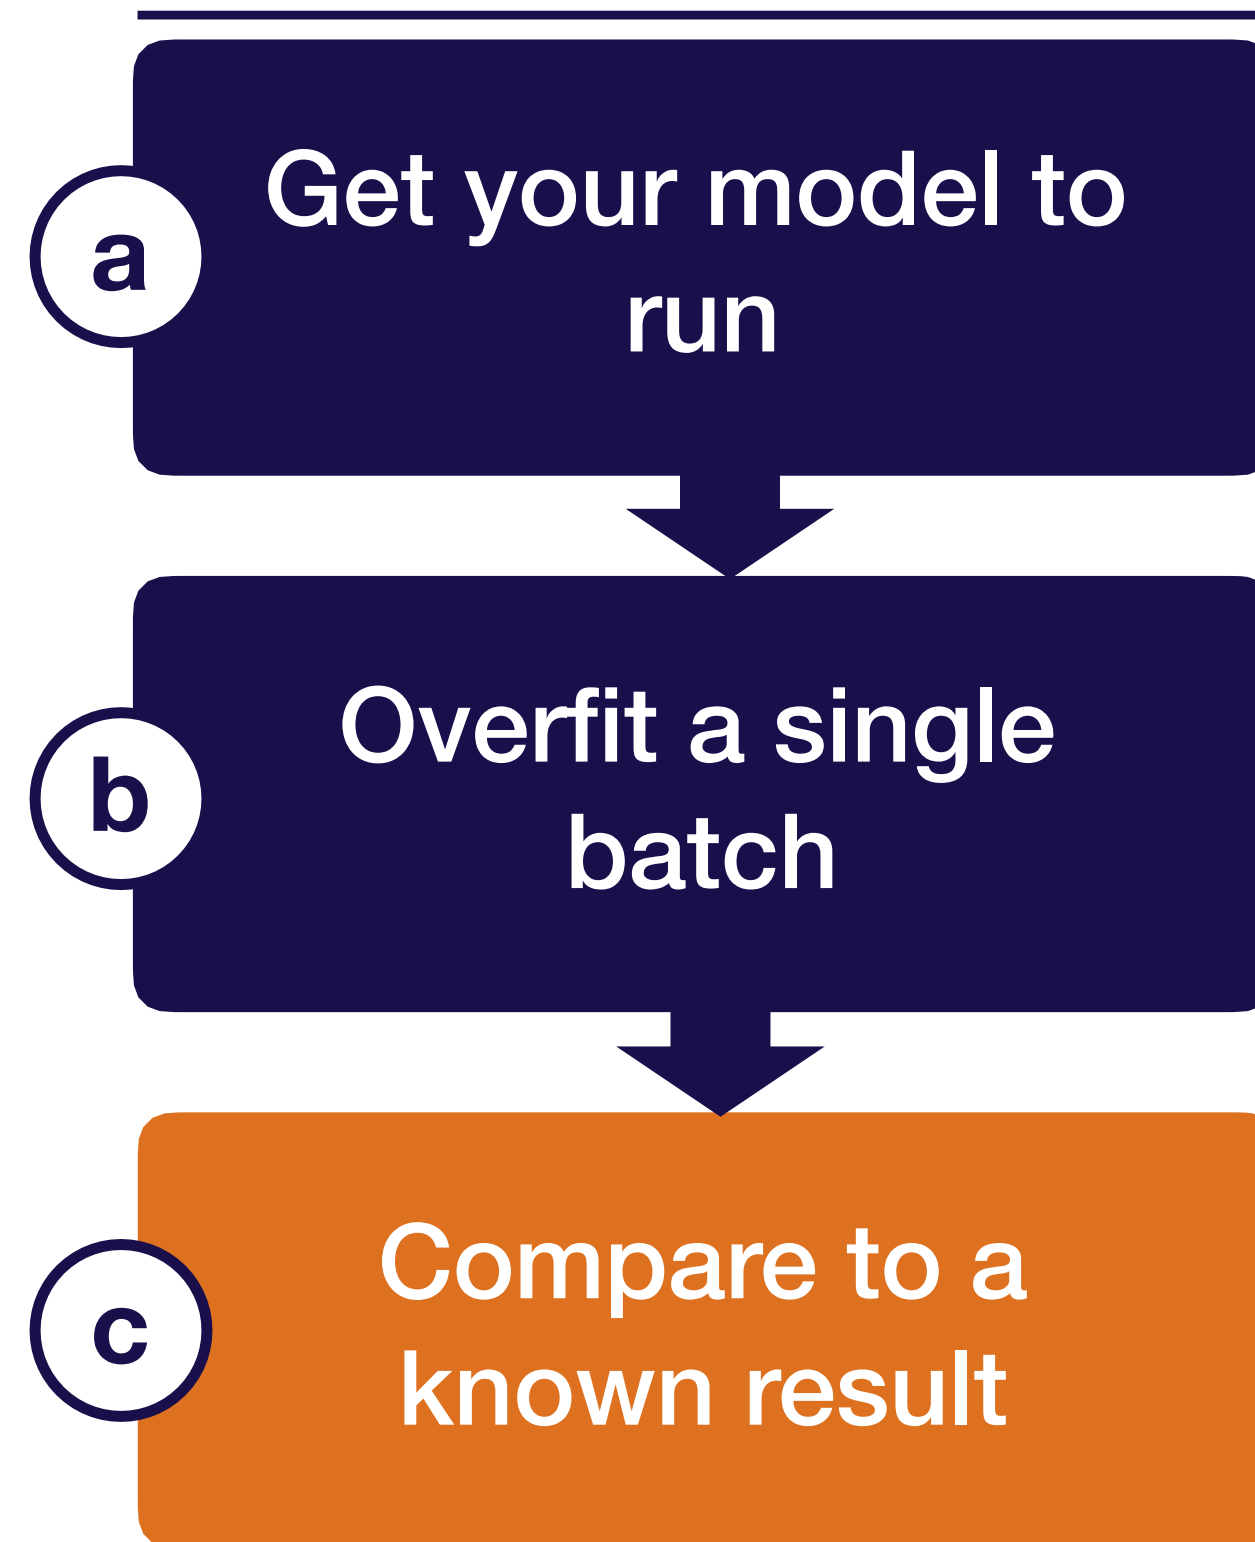 a
Get your model to
run
b
Overfit a single
batch
c
Compare to a
known result